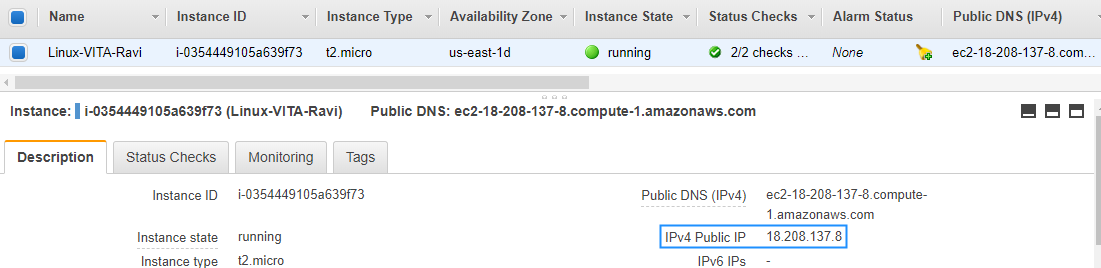 Name Instance ID Instance Type Availability Zone Instance State Status Checks Alarm Status Public DNS (IPv4)
Linux-VITA-Ravi i-0354449105a639f73 t2.micro us-east-1d running 2/2 checks ... None ec2-18-208-137-8.com...
Instance: i-0354449105a639f73 (Linux-VITA-Ravi) Public DNS: ec2-18-208-137-8.compute-1.amazonaws.com
Description Status Checks Monitoring Tags
Instance ID i-0354449105a639f73 Public DNS (IPv4) ec2-18-208-137-8.compute-
1.amazonaws.com
Instance state running IPv4 Public IP 18.208.137.8
Instance type t2.micro IPv6 IPs -